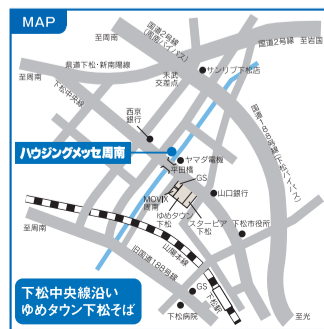 MAP
至周南
国道2号線
(周南バイパス)
国道2号線
至岩国
至周南
県道下松・新南陽線
末武
交差点
サンリブ下松店
下松中央線
西京
銀行
国道188号線(下松バイパス)
ハウジングメッセ周南
ヤマダ電機
平田橋
GS
MOVIX
周南
山口銀行
ゆめタウン
下松
スターピア
下松
下松市役所
至周南
山陽本線
旧国道188号線
GS
下松駅
下松中央線沿い
ゆめタウン下松そば
下松病院
至光